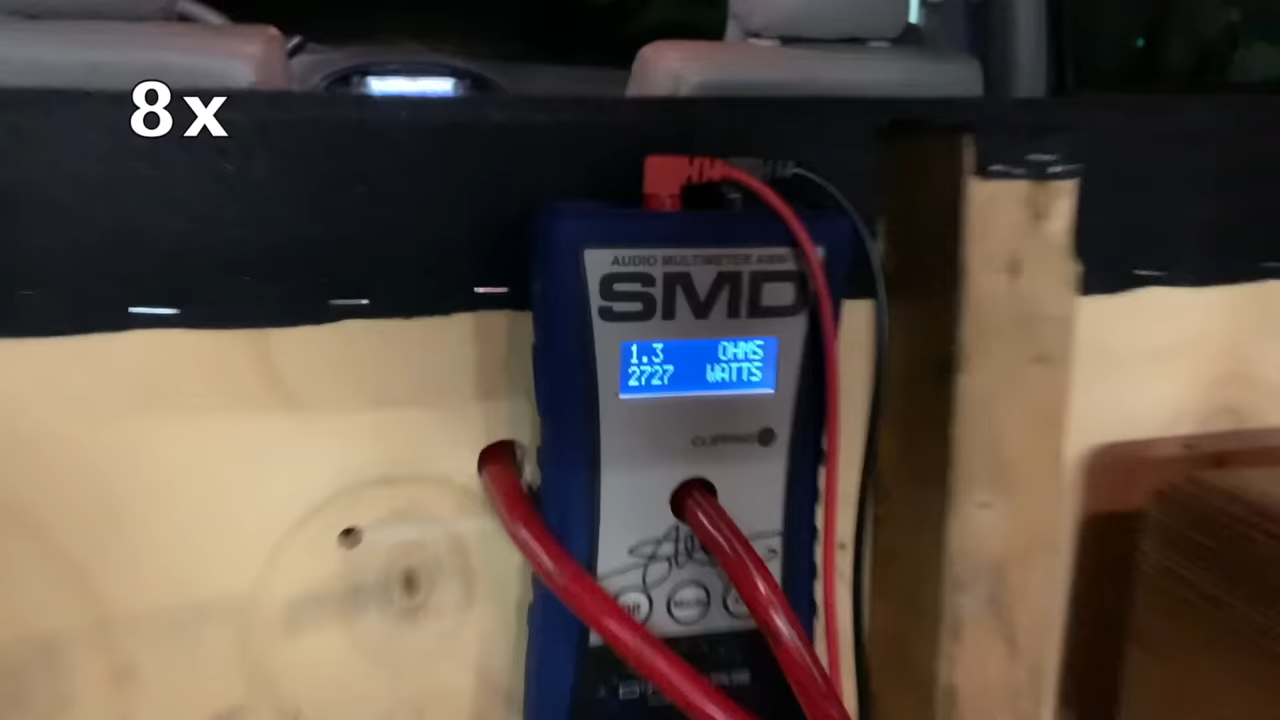 8x
AUDIO MULTIMETER
SMD
1.3 OHMS
2727 WATTS
CLIPPING